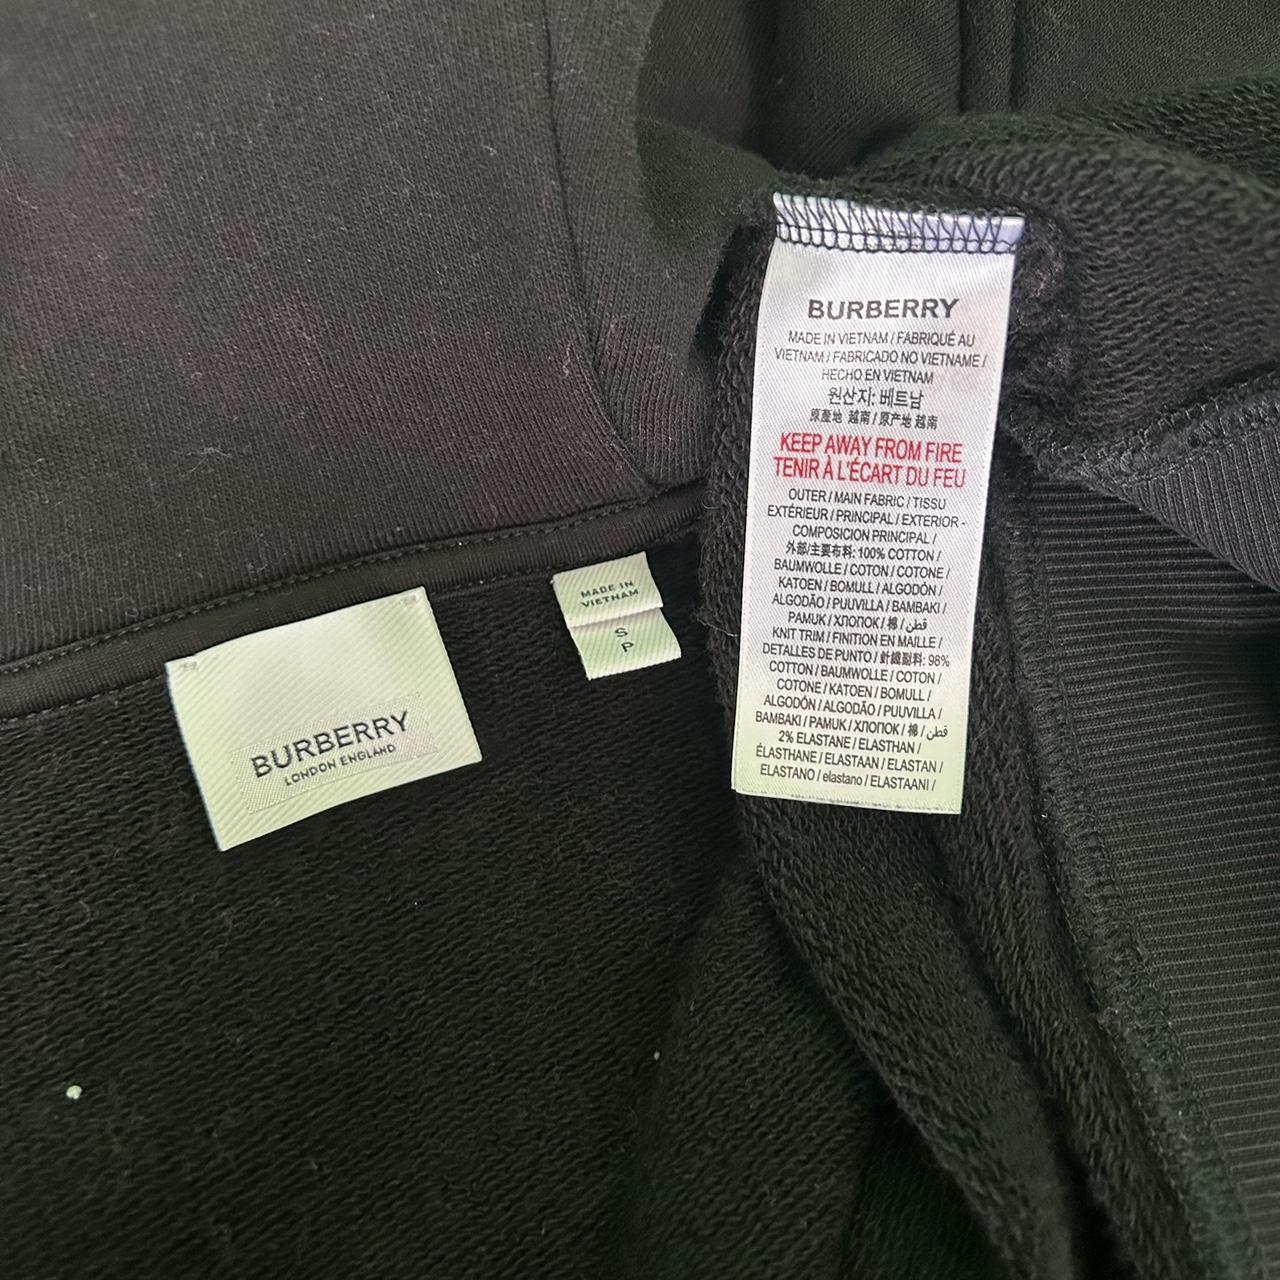 BURBERRY
LONDON ENGLAND
MADE IN
VIETNAM
S
P
BURBERRY
MADE IN VIETNAM / FABRIQUÉ AU
VIETNAM / FABRICADO NO VIETNAME /
HECHO EN VIETNAM
원산지: 베트남
原產地 越南 / 原产地 越南
KEEP AWAY FROM FIRE
TENIR À L'ÉCART DU FEU
OUTER / MAIN FABRIC / TISSU
EXTÉRIEUR / PRINCIPAL / EXTERIOR -
COMPOSICION PRINCIPAL /
外部/主要布料: 100% COTTON /
BAUMWOLLE / COTON / COTONE /
KATOEN / BOMULL / ALGODÓN /
ALGODÃO / PUUVILLA / BAMBAKI /
PAMUK / ХЛОПОК / 棉 / قطن
KNIT TRIM / FINITION EN MAILLE /
DETALLES DE PUNTO / 針織副料: 98%
COTTON / BAUMWOLLE / COTON /
COTONE / KATOEN / BOMULL /
ALGODÓN / ALGODÃO / PUUVILLA /
BAMBAKI / PAMUK / ХЛОПОК / 棉 / قطن
2% ELASTANE / ELASTHAN /
ÉLASTHANE / ELASTAAN / ELASTAN /
ELASTANO / elastano / ELASTAANI /